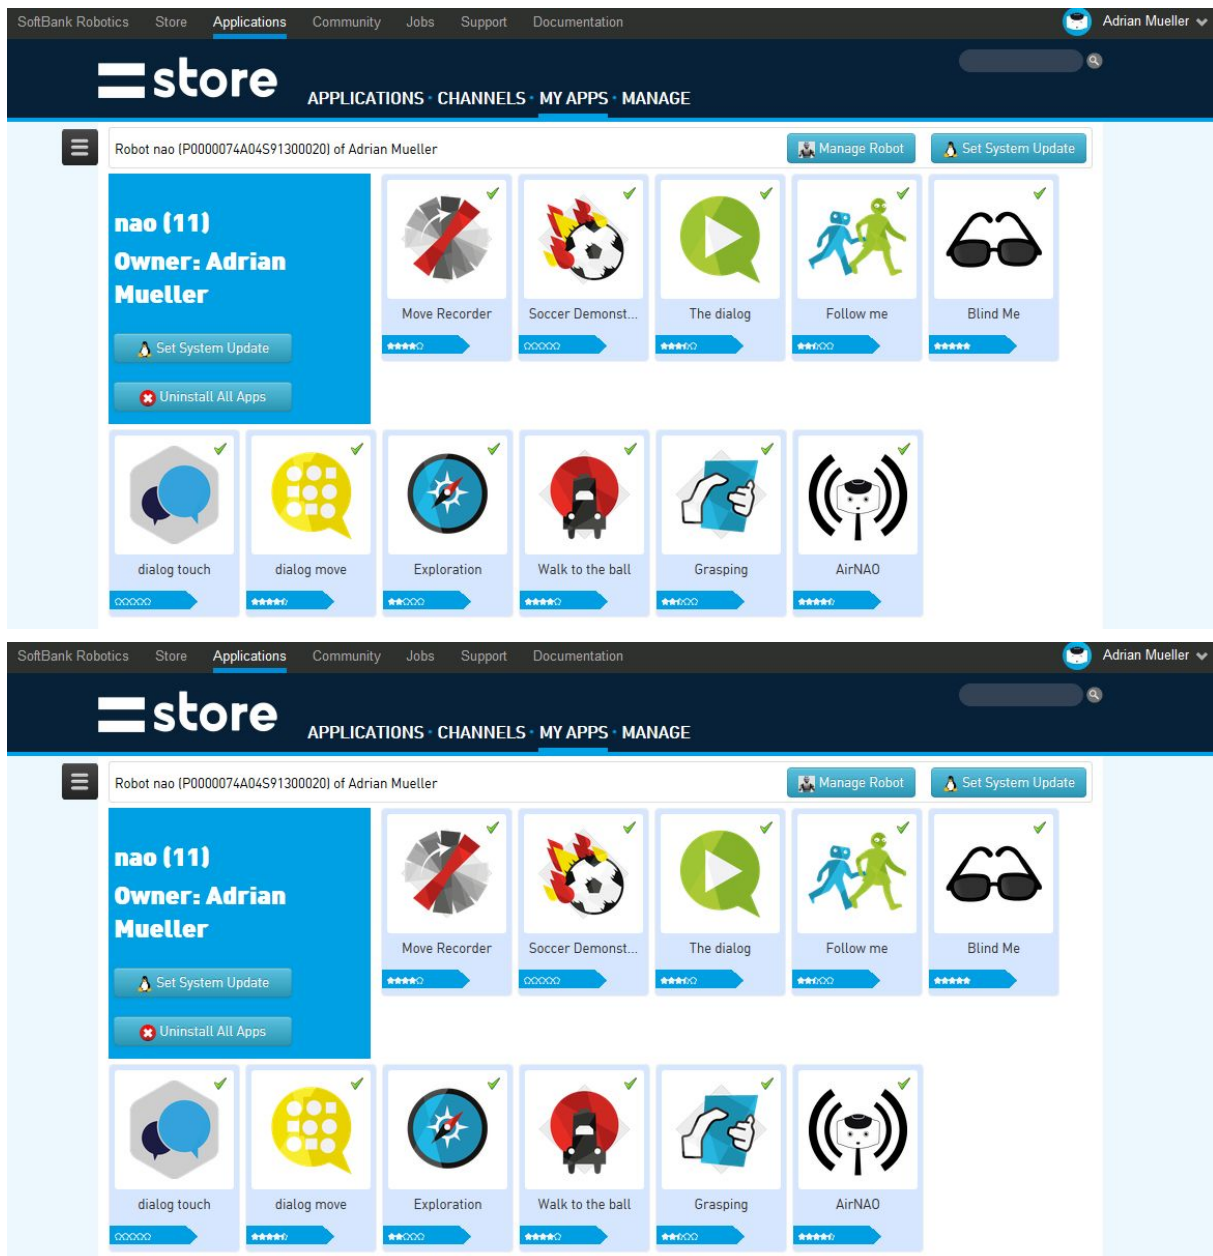 SoftBank Robotics Store Applications Community Jobs Support Documentation Adrian Mueller
store APPLICATIONS · CHANNELS · MY APPS · MANAGE
Robot nao (P0000074A04S91300020) of Adrian Mueller Manage Robot Set System Update
nao (11)
Owner: Adrian
Mueller
Set System Update
Uninstall All Apps
Move Recorder Soccer Demonst... The dialog Follow me Blind Me
dialog touch dialog move Exploration Walk to the ball Grasping AirNAO
SoftBank Robotics Store Applications Community Jobs Support Documentation Adrian Mueller
store APPLICATIONS · CHANNELS · MY APPS · MANAGE
Robot nao (P0000074A04S91300020) of Adrian Mueller Manage Robot Set System Update
nao (11)
Owner: Adrian
Mueller
Set System Update
Uninstall All Apps
Move Recorder Soccer Demonst... The dialog Follow me Blind Me
dialog touch dialog move Exploration Walk to the ball Grasping AirNAO